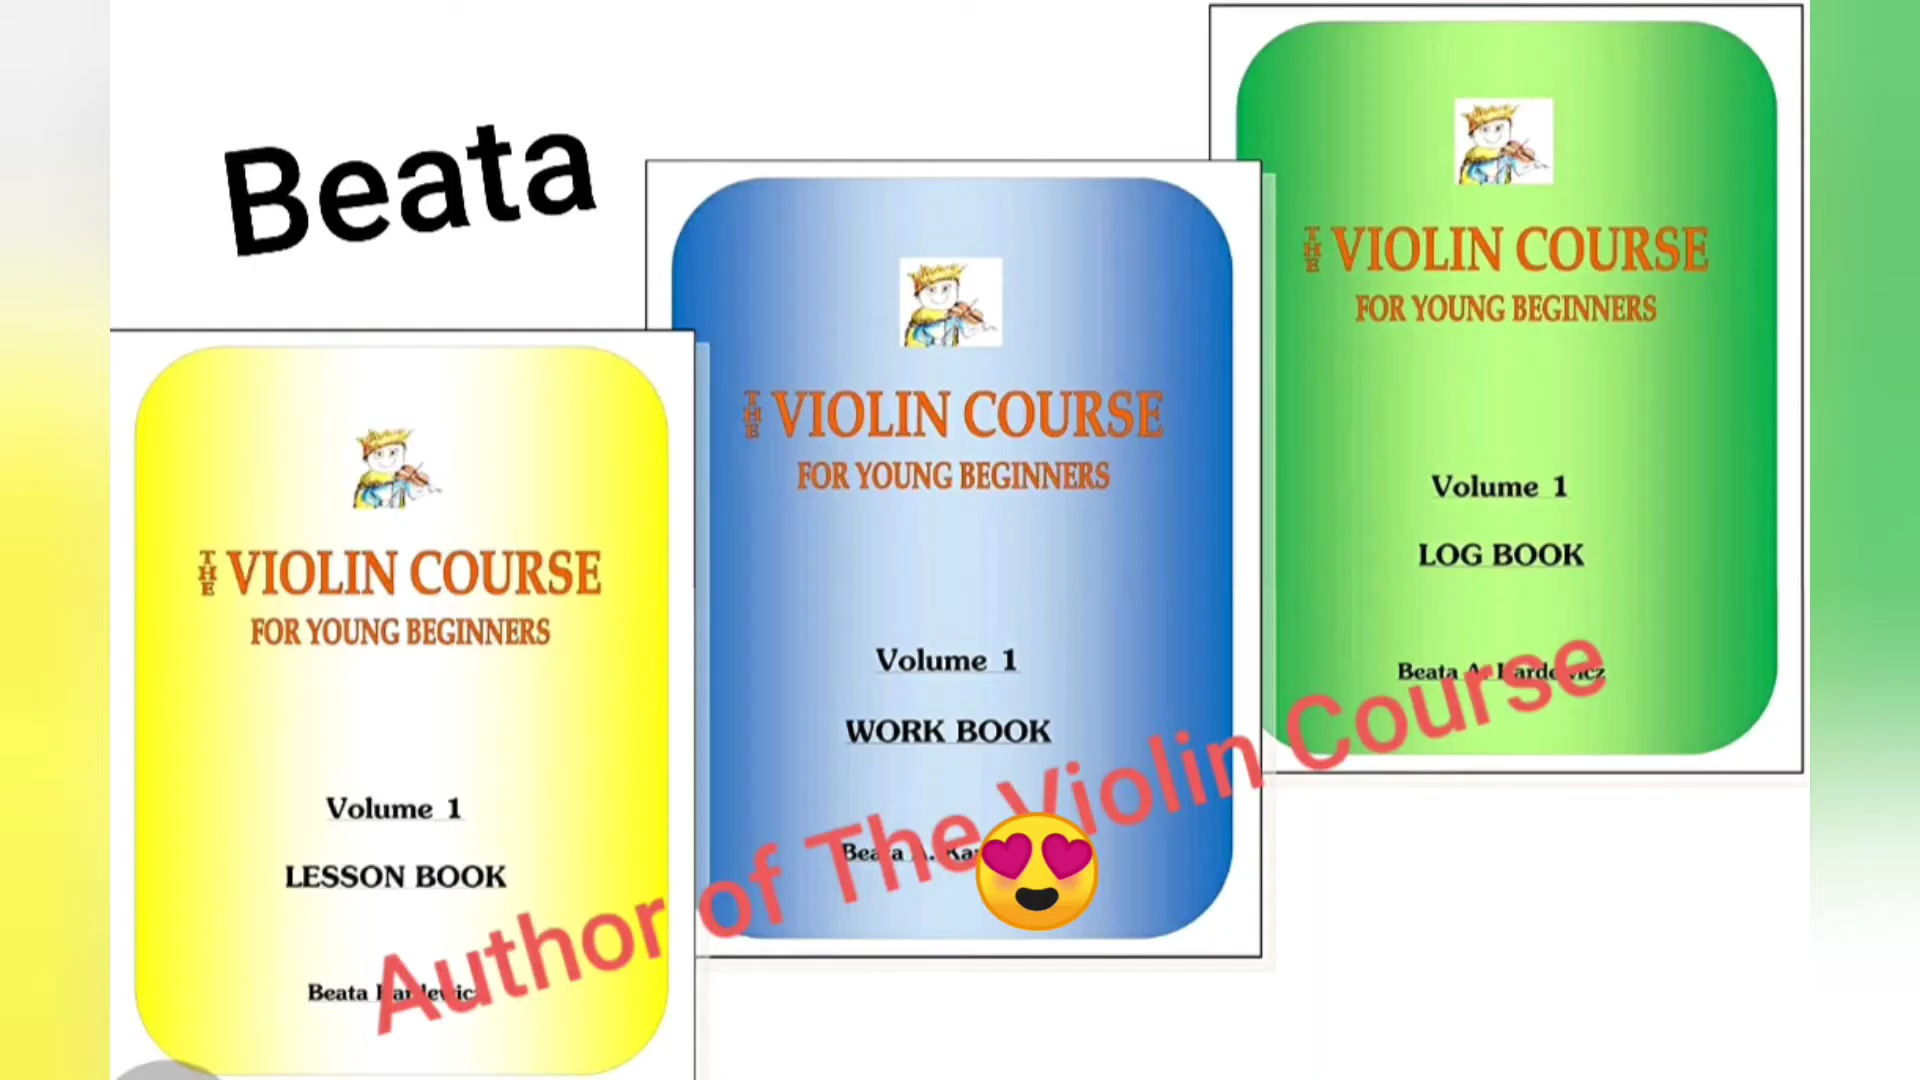 Beata
THE VIOLIN COURSE
FOR YOUNG BEGINNERS
Volume 1
LESSON BOOK
Beata
THE VIOLIN COURSE
FOR YOUNG BEGINNERS
Volume 1
WORK BOOK
Beata A.
THE VIOLIN COURSE
FOR YOUNG BEGINNERS
Volume 1
LOG BOOK
Beata A.
Author of The Violin Course